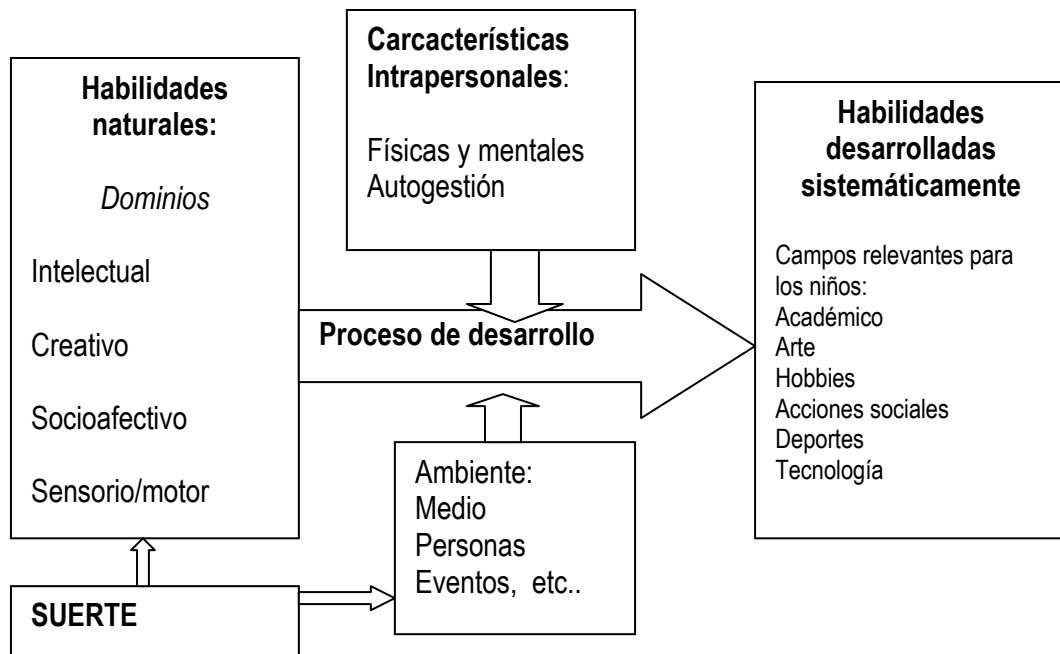 Habilidades
naturales:
Dominios
Intelectual
Creativo
Socioafectivo
Sensorio/motor
SUERTE
Carcacterísticas
Intrapersonales:
Físicas y mentales
Autogestión
Proceso de desarrollo
Ambiente:
Medio
Personas
Eventos, etc..
Habilidades
desarrolladas
sistemáticamente
Campos relevantes para
los niños:
Académico
Arte
Hobbies
Acciones sociales
Deportes
Tecnología